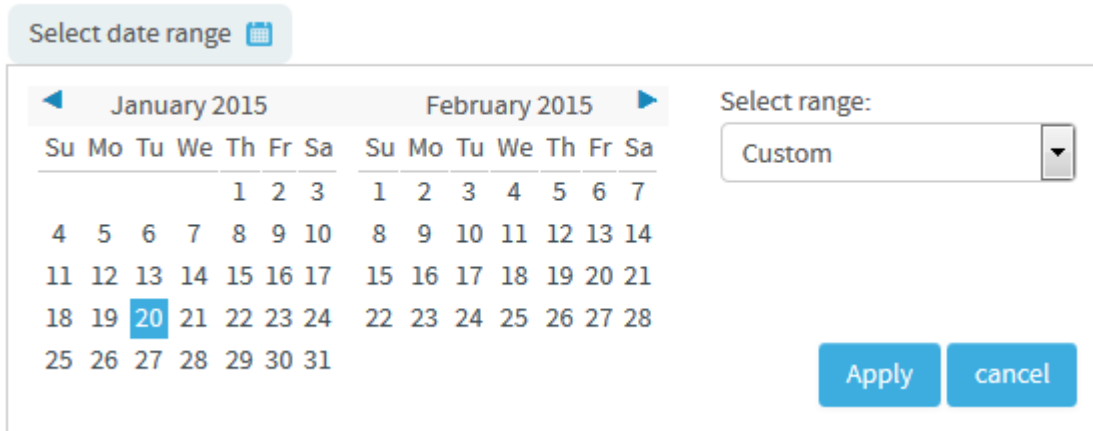 Select date range
January 2015 February 2015 Select range:
Su Mo Tu We Th Fr Sa Su Mo Tu We Th Fr Sa Custom
1 2 3 1 2 3 4 5 6 7
4 5 6 7 8 9 10 8 9 10 11 12 13 14
11 12 13 14 15 16 17 15 16 17 18 19 20 21
18 19 20 21 22 23 24 22 23 24 25 26 27 28
25 26 27 28 29 30 31 Apply cancel